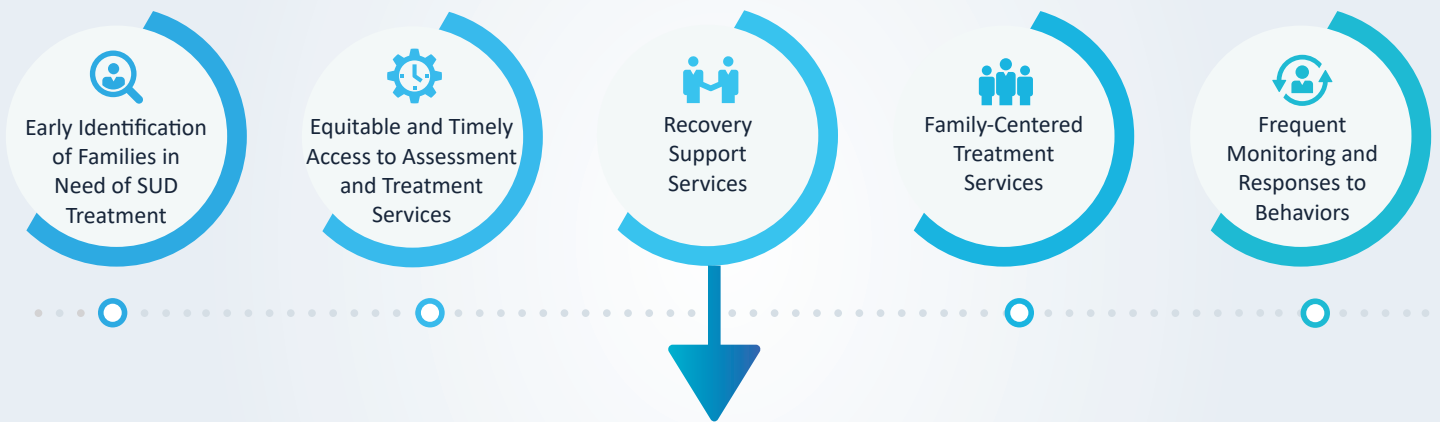 Early Identification
of Families in
Need of SUD
Treatment
Equitable and Timely
Access to Assessment
and Treatment
Services
Recovery
Support
Services
Family-Centered
Treatment
Services
Frequent
Monitoring and
Responses to
Behaviors